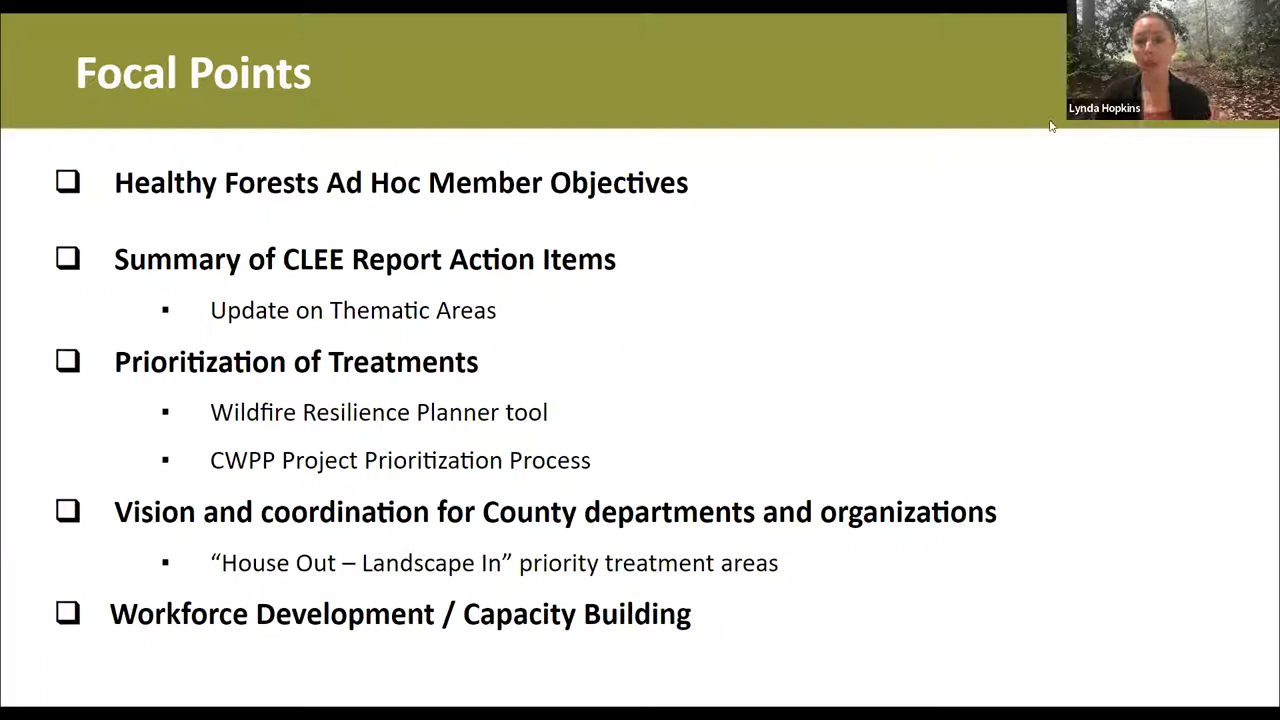 Focal Points
Lynda Hopkins
Healthy Forests Ad Hoc Member Objectives
Summary of CLEE Report Action Items
Update on Thematic Areas
Prioritization of Treatments
Wildfire Resilience Planner tool
CWPP Project Prioritization Process
Vision and coordination for County departments and organizations
“House Out – Landscape In” priority treatment areas
Workforce Development / Capacity Building